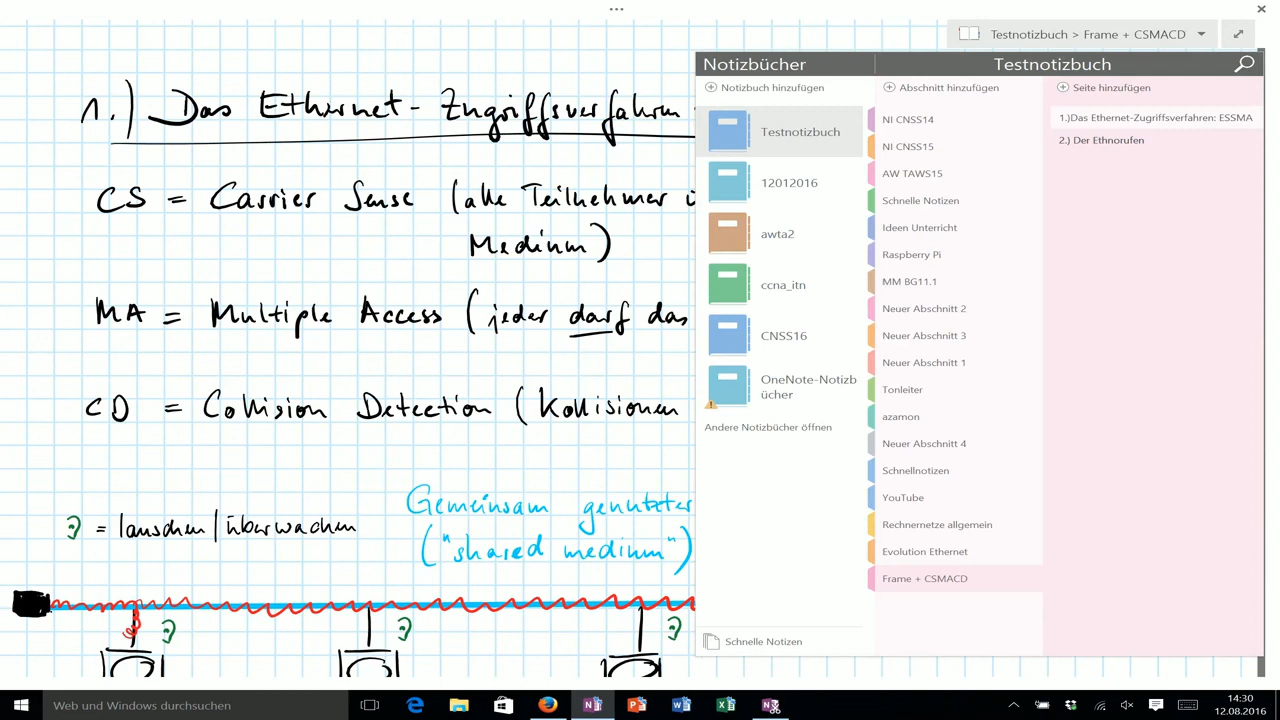 Testnotizbuch > Frame + CSMACD
1.) Das Ethernet-Zugriffsverfahren
CS = Carrier Sense (alle Teilnehmer
Medium)
MA = Multiple Access (jeder darf das
CD = Collision Detection (Kollisionen
= lauschen/überwachen
Gemeinsam genutzter
("shared medium")
Notizbücher
Notizbuch hinzufügen
Testnotizbuch
12012016
awta2
ccna_itn
CNSS16
OneNote-Notizb
ücher
Andere Notizbücher öffnen
Schnelle Notizen
Testnotizbuch
Abschnitt hinzufügen
NI CNSS14
NI CNSS15
AW TAWS15
Schnelle Notizen
Ideen Unterricht
Raspberry Pi
MM BG11.1
Neuer Abschnitt 2
Neuer Abschnitt 3
Neuer Abschnitt 1
Tonleiter
azamon
Neuer Abschnitt 4
Schnellnotizen
YouTube
Rechnernetze allgemein
Evolution Ethernet
Frame + CSMACD
Seite hinzufügen
1.)Das Ethernet-Zugriffsverfahren: ESSMA
2.) Der Ethnorufen
Web und Windows durchsuchen
14:30
12.08.2016